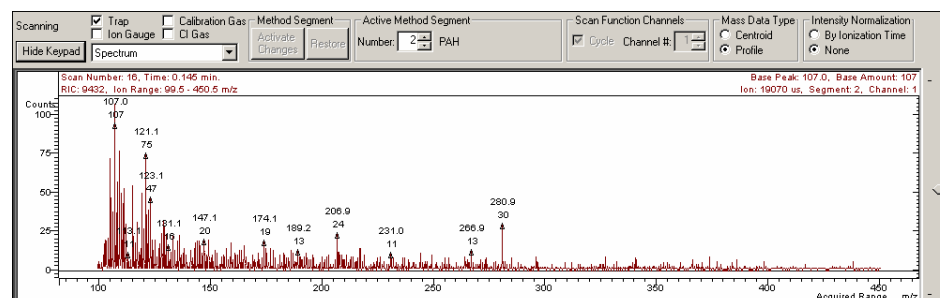 Scanning
Trap
Calibration Gas
Ion Gauge
CI Gas
Hide Keypad
Spectrum
Method Segment
Activate Changes
Restore
Active Method Segment
Number: 2 PAH
Scan Function Channels
Cycle Channel #: 1
Mass Data Type
Centroid
Profile
Intensity Normalization
By Ionization Time
None
Scan Number: 16, Time: 0.145 min.
RIC: 9432, Ion Range: 99.5 - 450.5 m/z
Base Peak: 107.0, Base Amount: 107
Ion: 19070 us, Segment: 2, Channel: 1
Counts
100
75
50
25
0
107.0
107
121.1
75
123.1
47
131.1
16
147.1
20
174.1
19
189.2
13
206.9
24
231.0
11
266.9
13
280.9
30
100
150
200
250
300
350
400
450
Acquired Range m/z